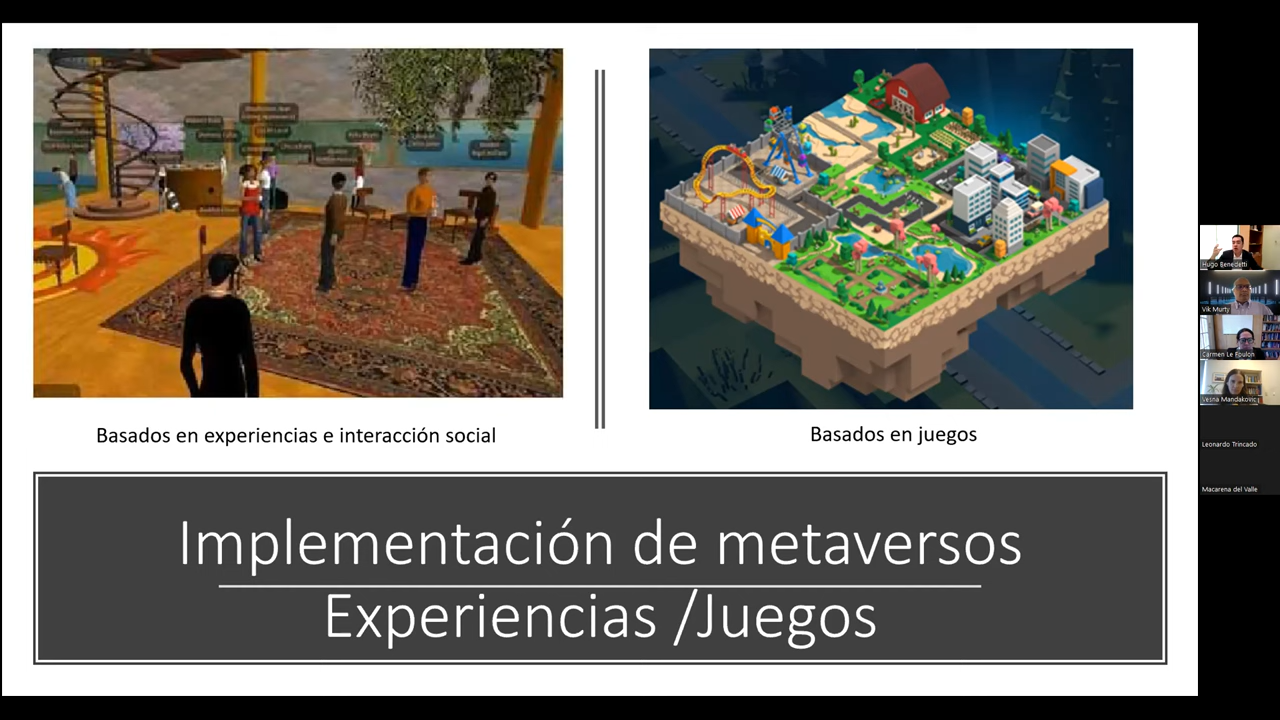 Basados en experiencias e interacción social
Basados en juegos
Implementación de metaversos
Experiencias /Juegos
Hugo Benedetti
Vik Murty
Carmen Le Foulon
Vesna Mandakovic
Leonardo Trincado
Macarena del Valle